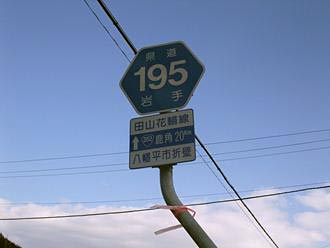 県道
195
岩手
田山花輪線
鹿角 20km
八幡平市折壁